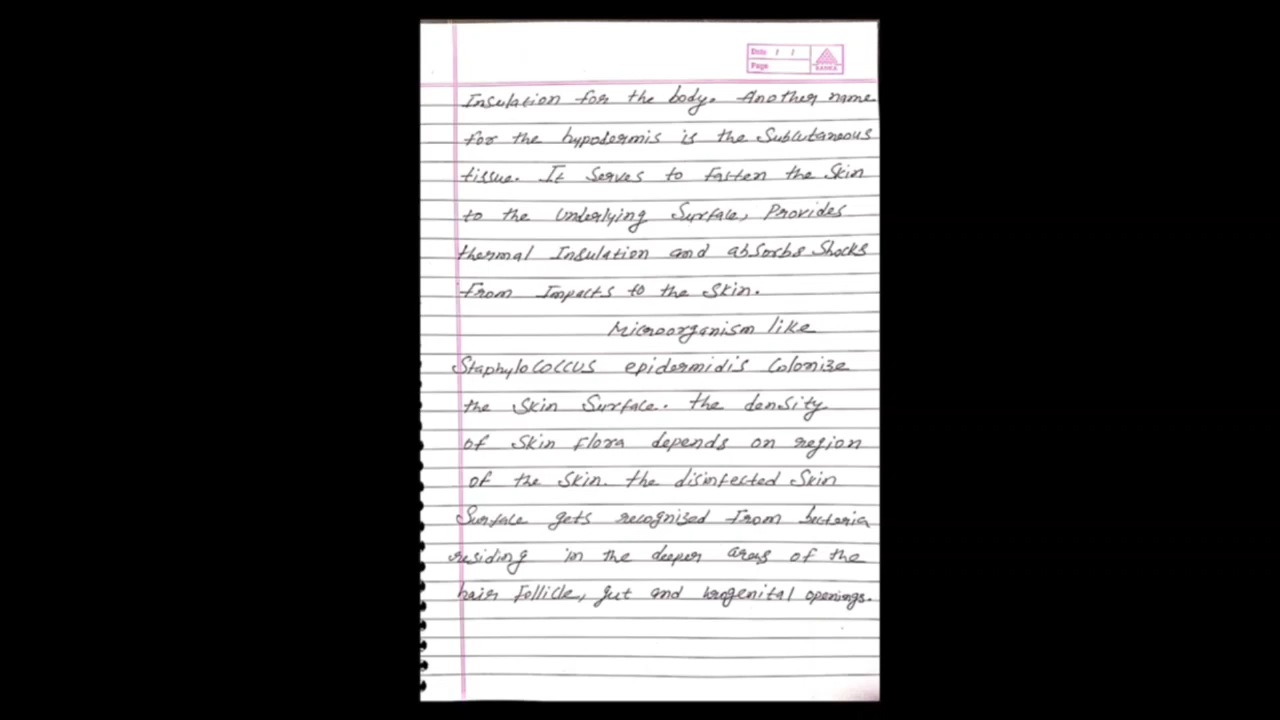 Date / /
Page
Insulation for the body. Another name
for the hypodermis is the Subcutaneous
tissue. It Serves to fasten the Skin
to the Underlying Surface, Provides
thermal Insulation and absorbs Shocks
from Impacts to the Skin.
Microorganism like
Staphylococcus epidermidis Colonize
the Skin Surface. the density
of Skin flora depends on region
of the Skin. the disinfected Skin
Surface gets recognized from bacteria
residing in the deeper areas of the
hair follicle, gut and urogenital openings.